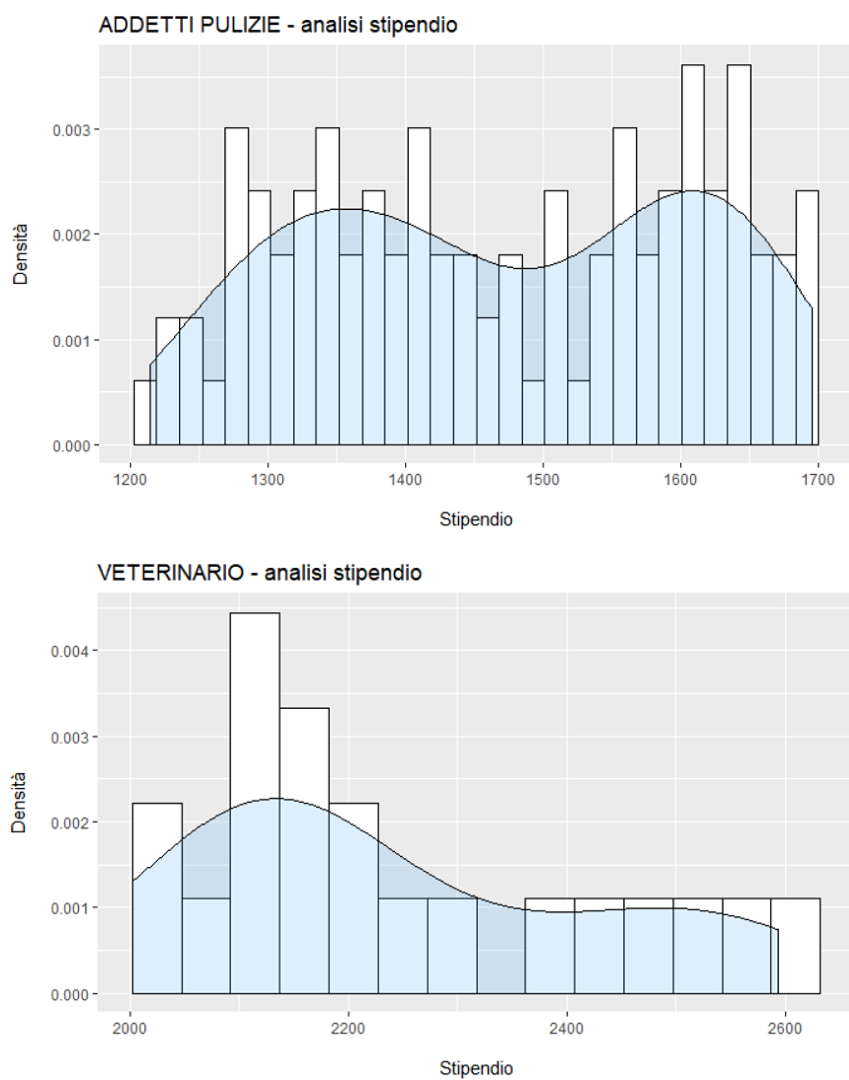 ADDETTI PULIZIE - analisi stipendio
0.003
0.002
0.001
0.000
Densità
1200 1300 1400 1500 1600 1700
Stipendio
VETERINARIO - analisi stipendio
0.004
0.003
0.002
0.001
0.000
Densità
2000 2200 2400 2600
Stipendio